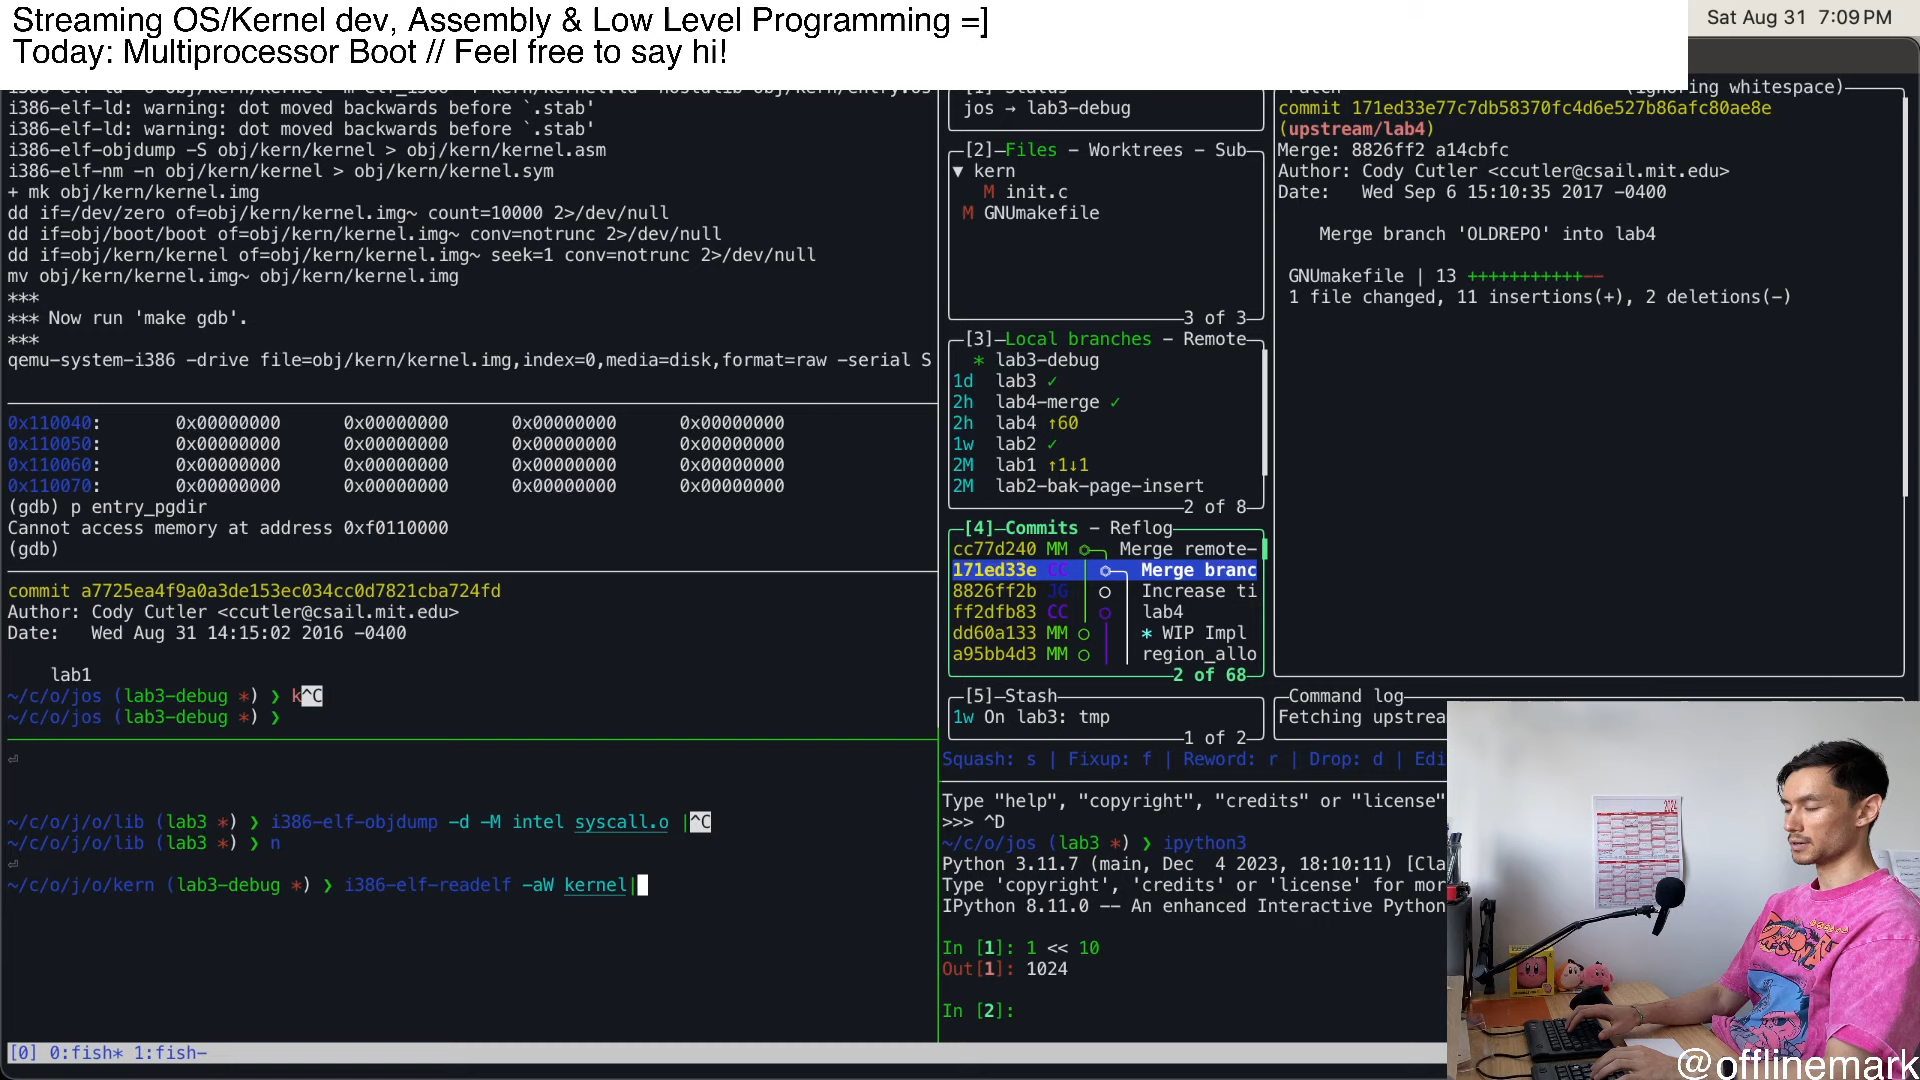 Streaming OS/Kernel dev, Assembly & Low Level Programming =]
Today: Multiprocessor Boot // Feel free to say hi!
Sat Aug 31 7:09 PM
i386-elf-ld: warning: dot moved backwards before `.stab'
i386-elf-ld: warning: dot moved backwards before `.stab'
i386-elf-objdump -S obj/kern/kernel > obj/kern/kernel.asm
i386-elf-nm -n obj/kern/kernel > obj/kern/kernel.sym
+ mk obj/kern/kernel.img
dd if=/dev/zero of=obj/kern/kernel.img~ count=10000 2>/dev/null
dd if=obj/boot/boot of=obj/kern/kernel.img~ conv=notrunc 2>/dev/null
dd if=obj/kern/kernel of=obj/kern/kernel.img~ seek=1 conv=notrunc 2>/dev/null
mv obj/kern/kernel.img~ obj/kern/kernel.img
***
*** Now run 'make gdb'.
***
qemu-system-i386 -drive file=obj/kern/kernel.img,index=0,media=disk,format=raw -serial S
0x110040: 0x00000000 0x00000000 0x00000000 0x00000000
0x110050: 0x00000000 0x00000000 0x00000000 0x00000000
0x110060: 0x00000000 0x00000000 0x00000000 0x00000000
0x110070: 0x00000000 0x00000000 0x00000000 0x00000000
(gdb) p entry_pgdir
Cannot access memory at address 0xf0110000
(gdb)
commit a7725ea4f9a0a3de153ec034cc0d7821cba724fd
Author: Cody Cutler <ccutler@csail.mit.edu>
Date: Wed Aug 31 14:15:02 2016 -0400
lab1
~/c/o/jos (lab3-debug *) ❯ k^C
~/c/o/jos (lab3-debug *) ❯
⏎
~/c/o/j/o/lib (lab3 *) ❯ i386-elf-objdump -d -M intel syscall.o |^C
~/c/o/j/o/lib (lab3 *) ❯ n
⏎
~/c/o/j/o/kern (lab3-debug *) ❯ i386-elf-readelf -aW kernel|
[0] 0:fish* 1:fish-
jos → lab3-debug
[2]─Files - Worktrees - Sub
▼ kern
M init.c
M GNUmakefile
3 of 3
[3]─Local branches - Remote
* lab3-debug
1d lab3 ✓
2h lab4-merge ✓
2h lab4 ↑60
1w lab2 ✓
2M lab1 ↑1↓1
2M lab2-bak-page-insert
2 of 8
[4]─Commits - Reflog
cc77d240 MM Merge remote-
171ed33e CC Merge branc
8826ff2b JG Increase ti
ff2dfb83 CC lab4
dd60a133 MM * WIP Impl
a95bb4d3 MM region_allo
2 of 68
[5]─Stash
1w On lab3: tmp
1 of 2
Squash: s | Fixup: f | Reword: r | Drop: d | Edi
Type "help", "copyright", "credits" or "license"
>>> ^D
~/c/o/jos (lab3 *) ❯ ipython3
Python 3.11.7 (main, Dec 4 2023, 18:10:11) [Cla
Type 'copyright', 'credits' or 'license' for mor
IPython 8.11.0 -- An enhanced Interactive Python
In [1]: 1 << 10
Out[1]: 1024
In [2]:
(ignoring whitespace)
commit 171ed33e77c7db58370fc4d6e527b86afc80ae8e
(upstream/lab4)
Merge: 8826ff2 a14cbfc
Author: Cody Cutler <ccutler@csail.mit.edu>
Date: Wed Sep 6 15:10:35 2017 -0400
Merge branch 'OLDREPO' into lab4
GNUmakefile | 13 +++++++++++--
1 file changed, 11 insertions(+), 2 deletions(-)
Command log
Fetching upstrea
2024
@offlinemark